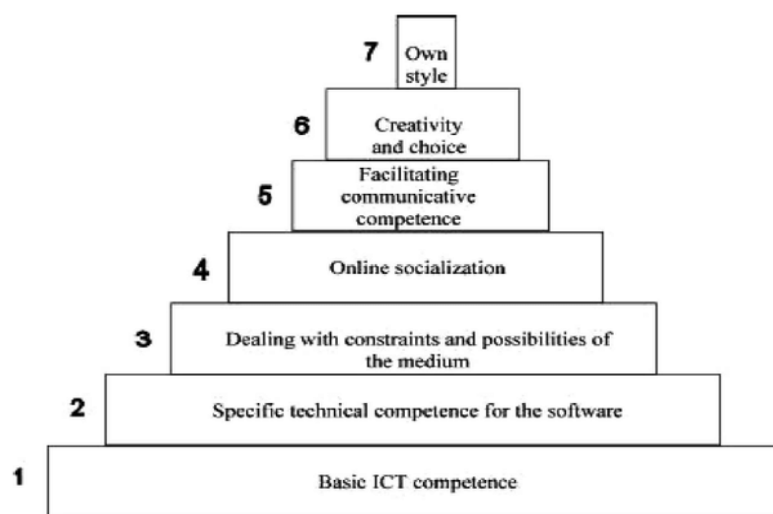 7
Own
style
6
Creativity
and choice
5
Facilitating
communicative
competence
4
Online socialization
3
Dealing with constraints and possibilities of
the medium
2
Specific technical competence for the software
1
Basic ICT competence